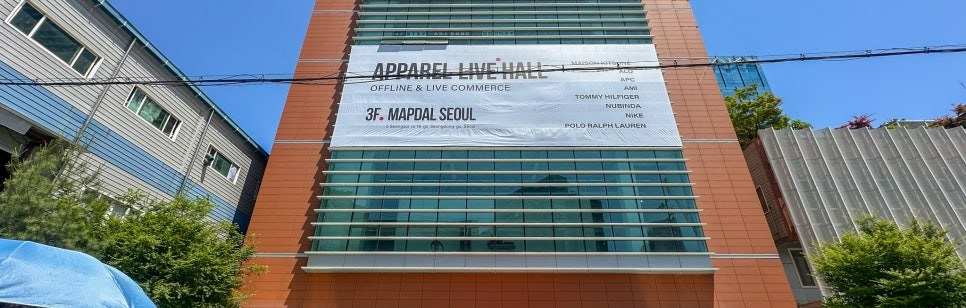 APPAREL LIVE HALL
OFFLINE & LIVE COMMERCE
3F. MAPDAL SEOUL
MAISON KITSUNE
ALO
APC
AMI
TOMMY HILFIGER
NUBINDA
NIKE
POLO RALPH LAUREN